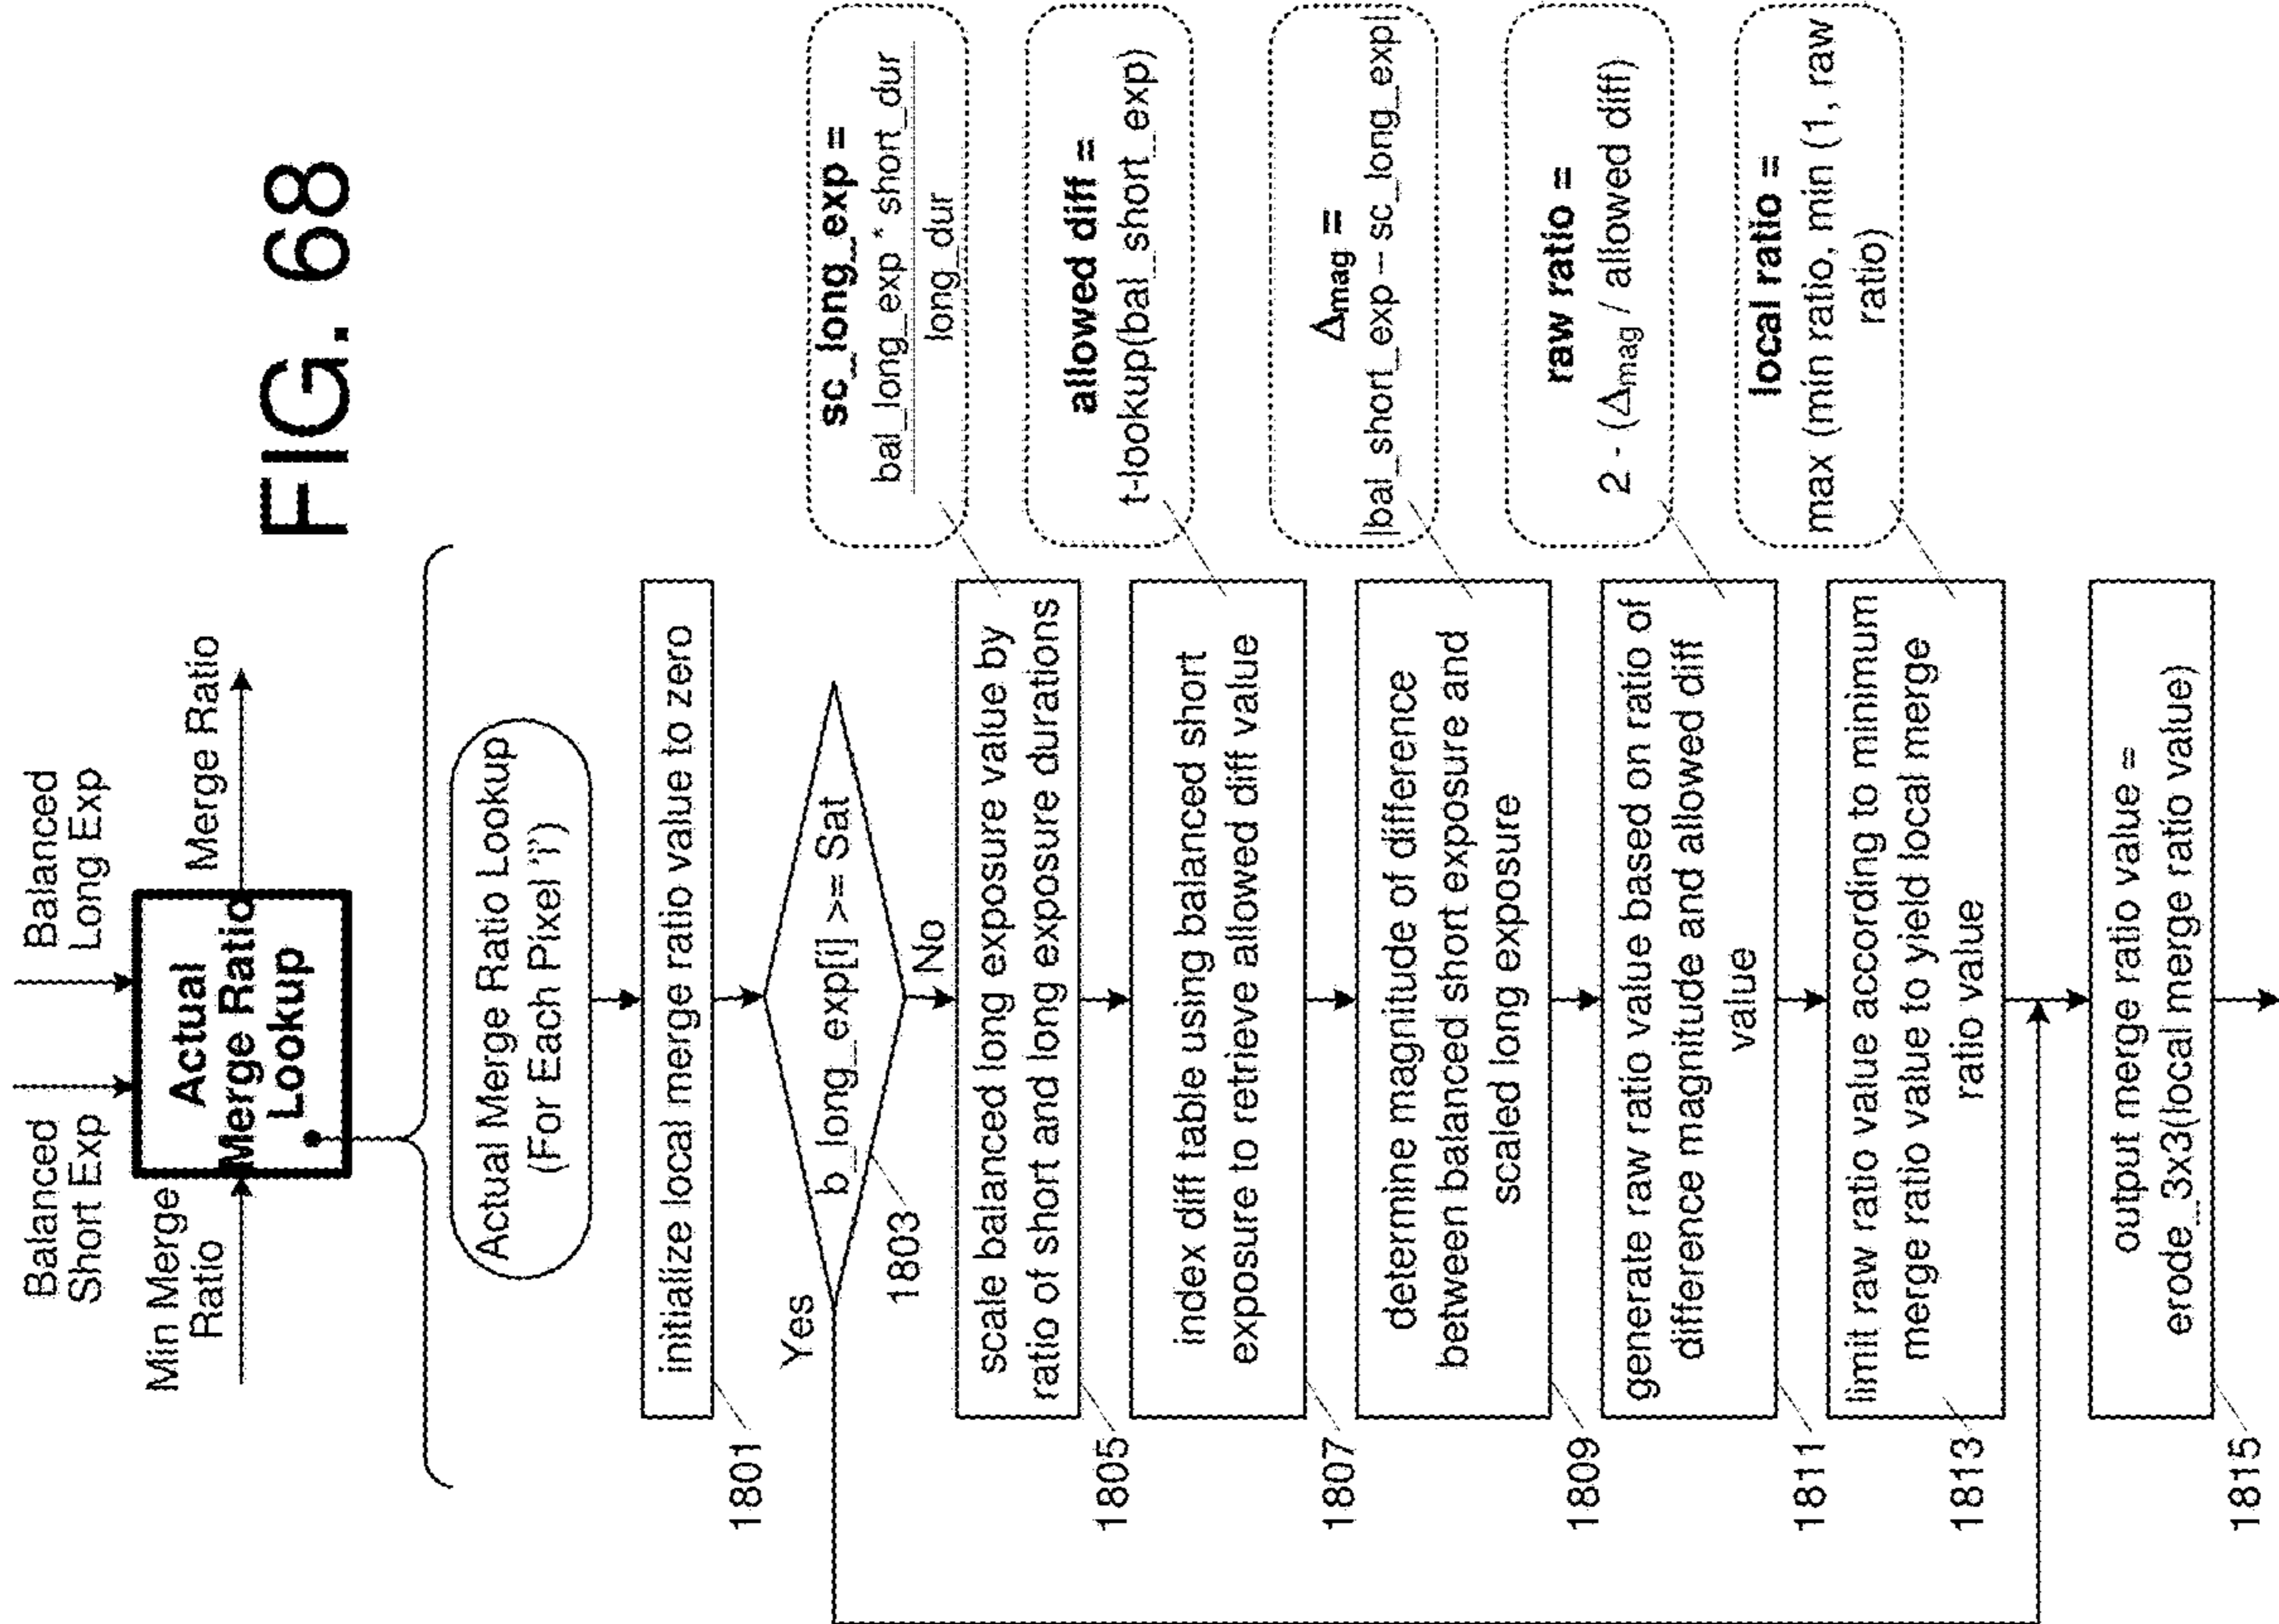 FIG. 68
Balanced
Short Exp
Balanced
Long Exp
Min Merge
Ratio
Actual
Merge Ratio
Lookup
Merge Ratio
Actual Merge Ratio Lookup
(For Each Pixel 'i')
initialize local merge ratio value to zero
1801
b_long_exp[i] >= Sat
Yes
No
1803
scale balanced long exposure value by
ratio of short and long exposure durations
1805
sc_long_exp =
bal_long_exp * short_dur
long_dur
index diff table using balanced short
exposure to retrieve allowed diff value
1807
allowed diff =
t-lookup(bal_short_exp)
determine magnitude of difference
between balanced short exposure and
scaled long exposure
1809
Δmag =
|bal_short_exp – sc_long_exp|
generate raw ratio value based on ratio of
difference magnitude and allowed diff
value
1811
raw ratio =
2 - (Δmag / allowed diff)
limit raw ratio value according to minimum
merge ratio value to yield local merge
ratio value
1813
local ratio =
max (min ratio, min (1, raw
ratio)
output merge ratio value =
erode_3x3(local merge ratio value)
1815